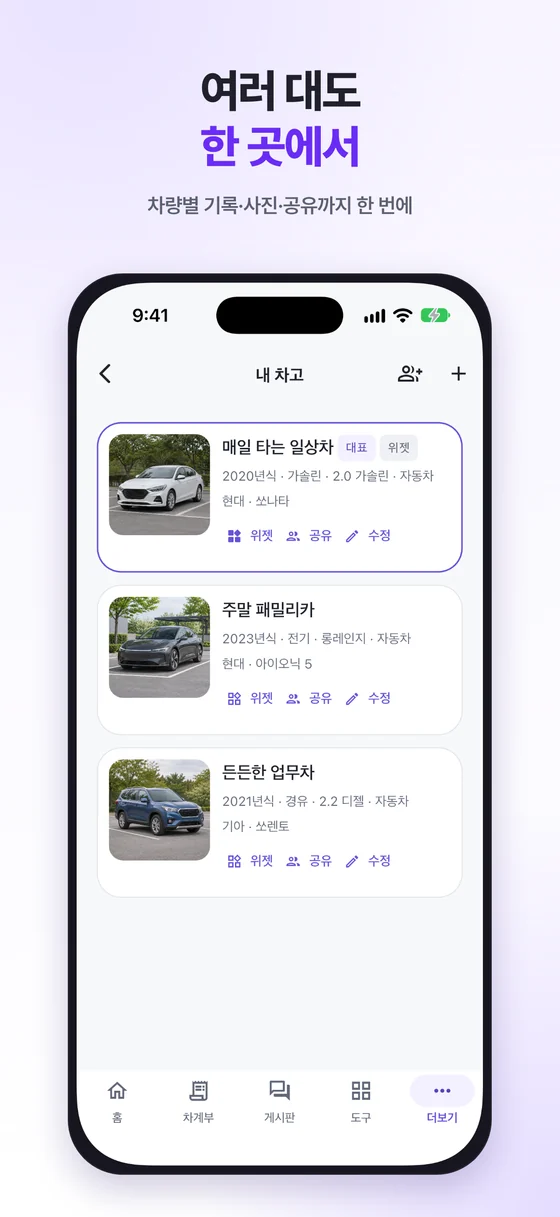 여러 대도
한 곳에서
차량별 기록·사진·공유까지 한 번에
9:41
내 차고
매일 타는 일상차 대표 위젯
2020년식 · 가솔린 · 2.0 가솔린 · 자동차
현대 · 쏘나타
위젯 공유 수정
주말 패밀리카
2023년식 · 전기 · 롱레인지 · 자동차
현대 · 아이오닉 5
위젯 공유 수정
든든한 업무차
2021년식 · 경유 · 2.2 디젤 · 자동차
기아 · 쏘렌토
위젯 공유 수정
홈 차계부 게시판 도구 더보기